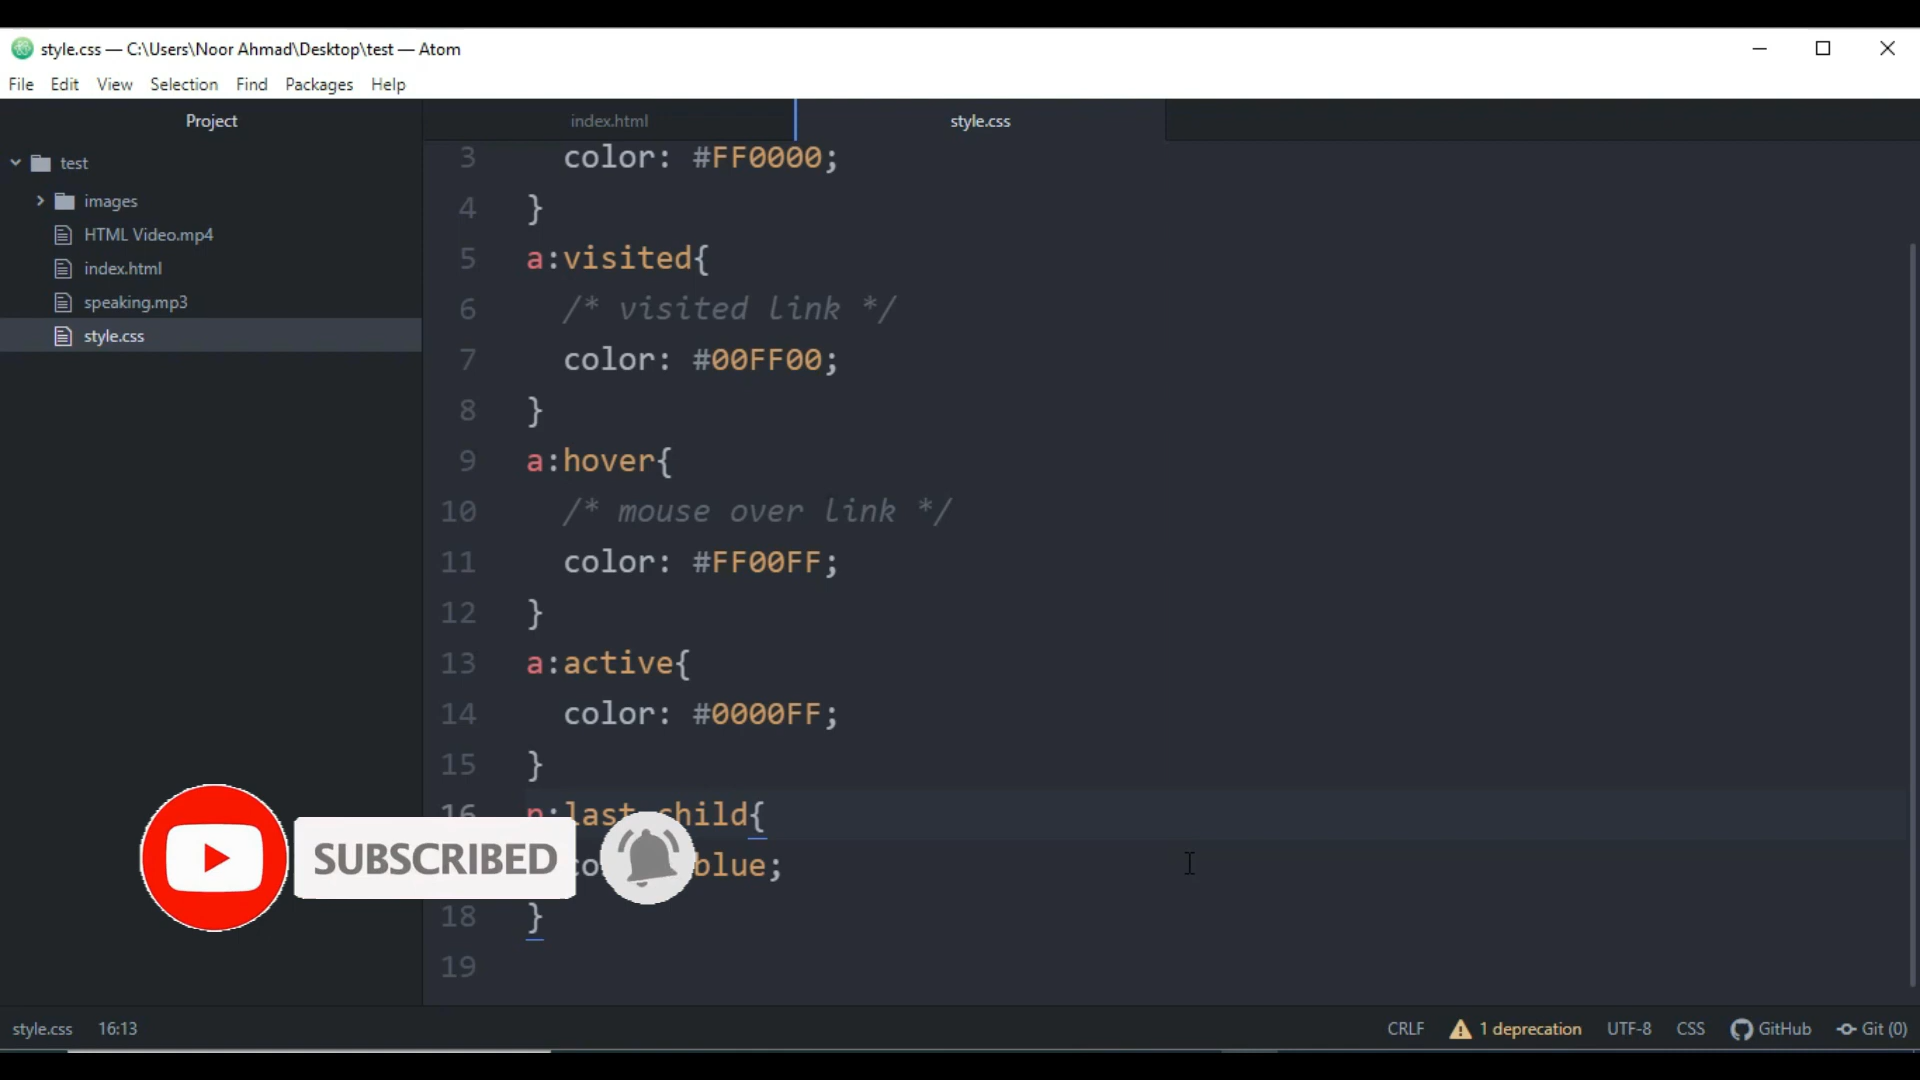 style.css — C:\Users\Noor Ahmad\Desktop\test — Atom
File Edit View Selection Find Packages Help
Project
index.html
style.css
test
images
HTML Video.mp4
index.html
speaking.mp3
style.css
3 color: #FF0000;
4 }
5 a:visited{
6 /* visited link */
7 color: #00FF00;
8 }
9 a:hover{
10 /* mouse over link */
11 color: #FF00FF;
12 }
13 a:active{
14 color: #0000FF;
15 }
16 p:last-child{
blue;
18 }
19
SUBSCRIBED
style.css 16:13
CRLF 1 deprecation UTF-8 CSS GitHub Git (0)